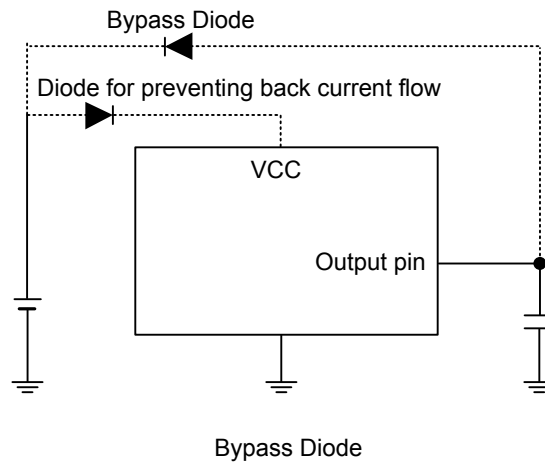 Bypass Diode
Diode for preventing back current flow
VCC
Output pin
Bypass Diode